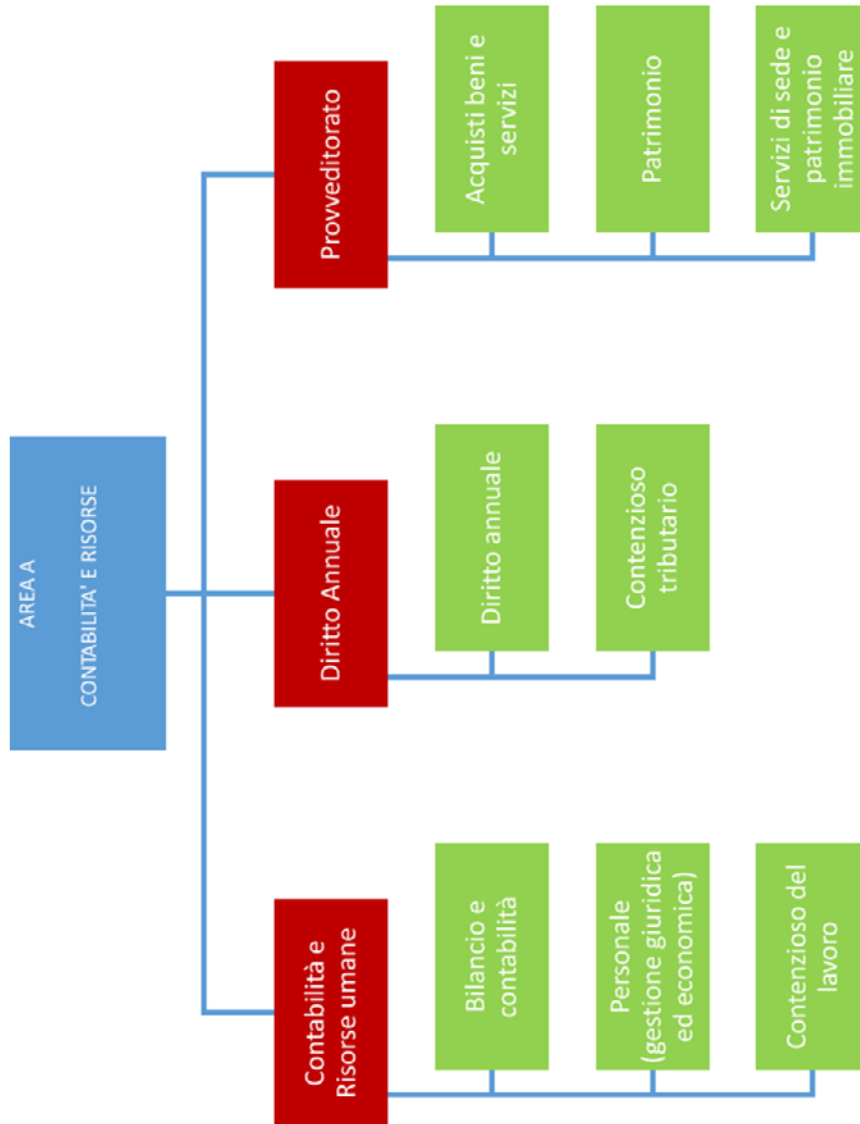 AREA A
CONTABILITA' E RISORSE
Contabilità e
Risorse umane
Bilancio e
contabilità
Personale
(gestione giuridica
ed economica)
Contenzioso del
lavoro
Diritto Annuale
Diritto annuale
Contenzioso
tributario
Provveditorato
Acquisti beni e
servizi
Patrimonio
Servizi di sede e
patrimonio
immobiliare